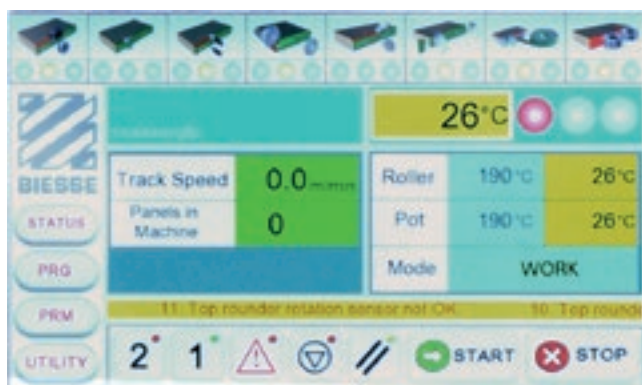 26°C
BIESSE
Track Speed 0.0 m/min
Roller 190°C 26°C
Panels in
Machine 0
Pot 190°C 26°C
Mode WORK
STATUS
PRG
PRM
UTILITY
11. Top rounder rotation sensor not OK. 10. Top rounde
2 1 START STOP